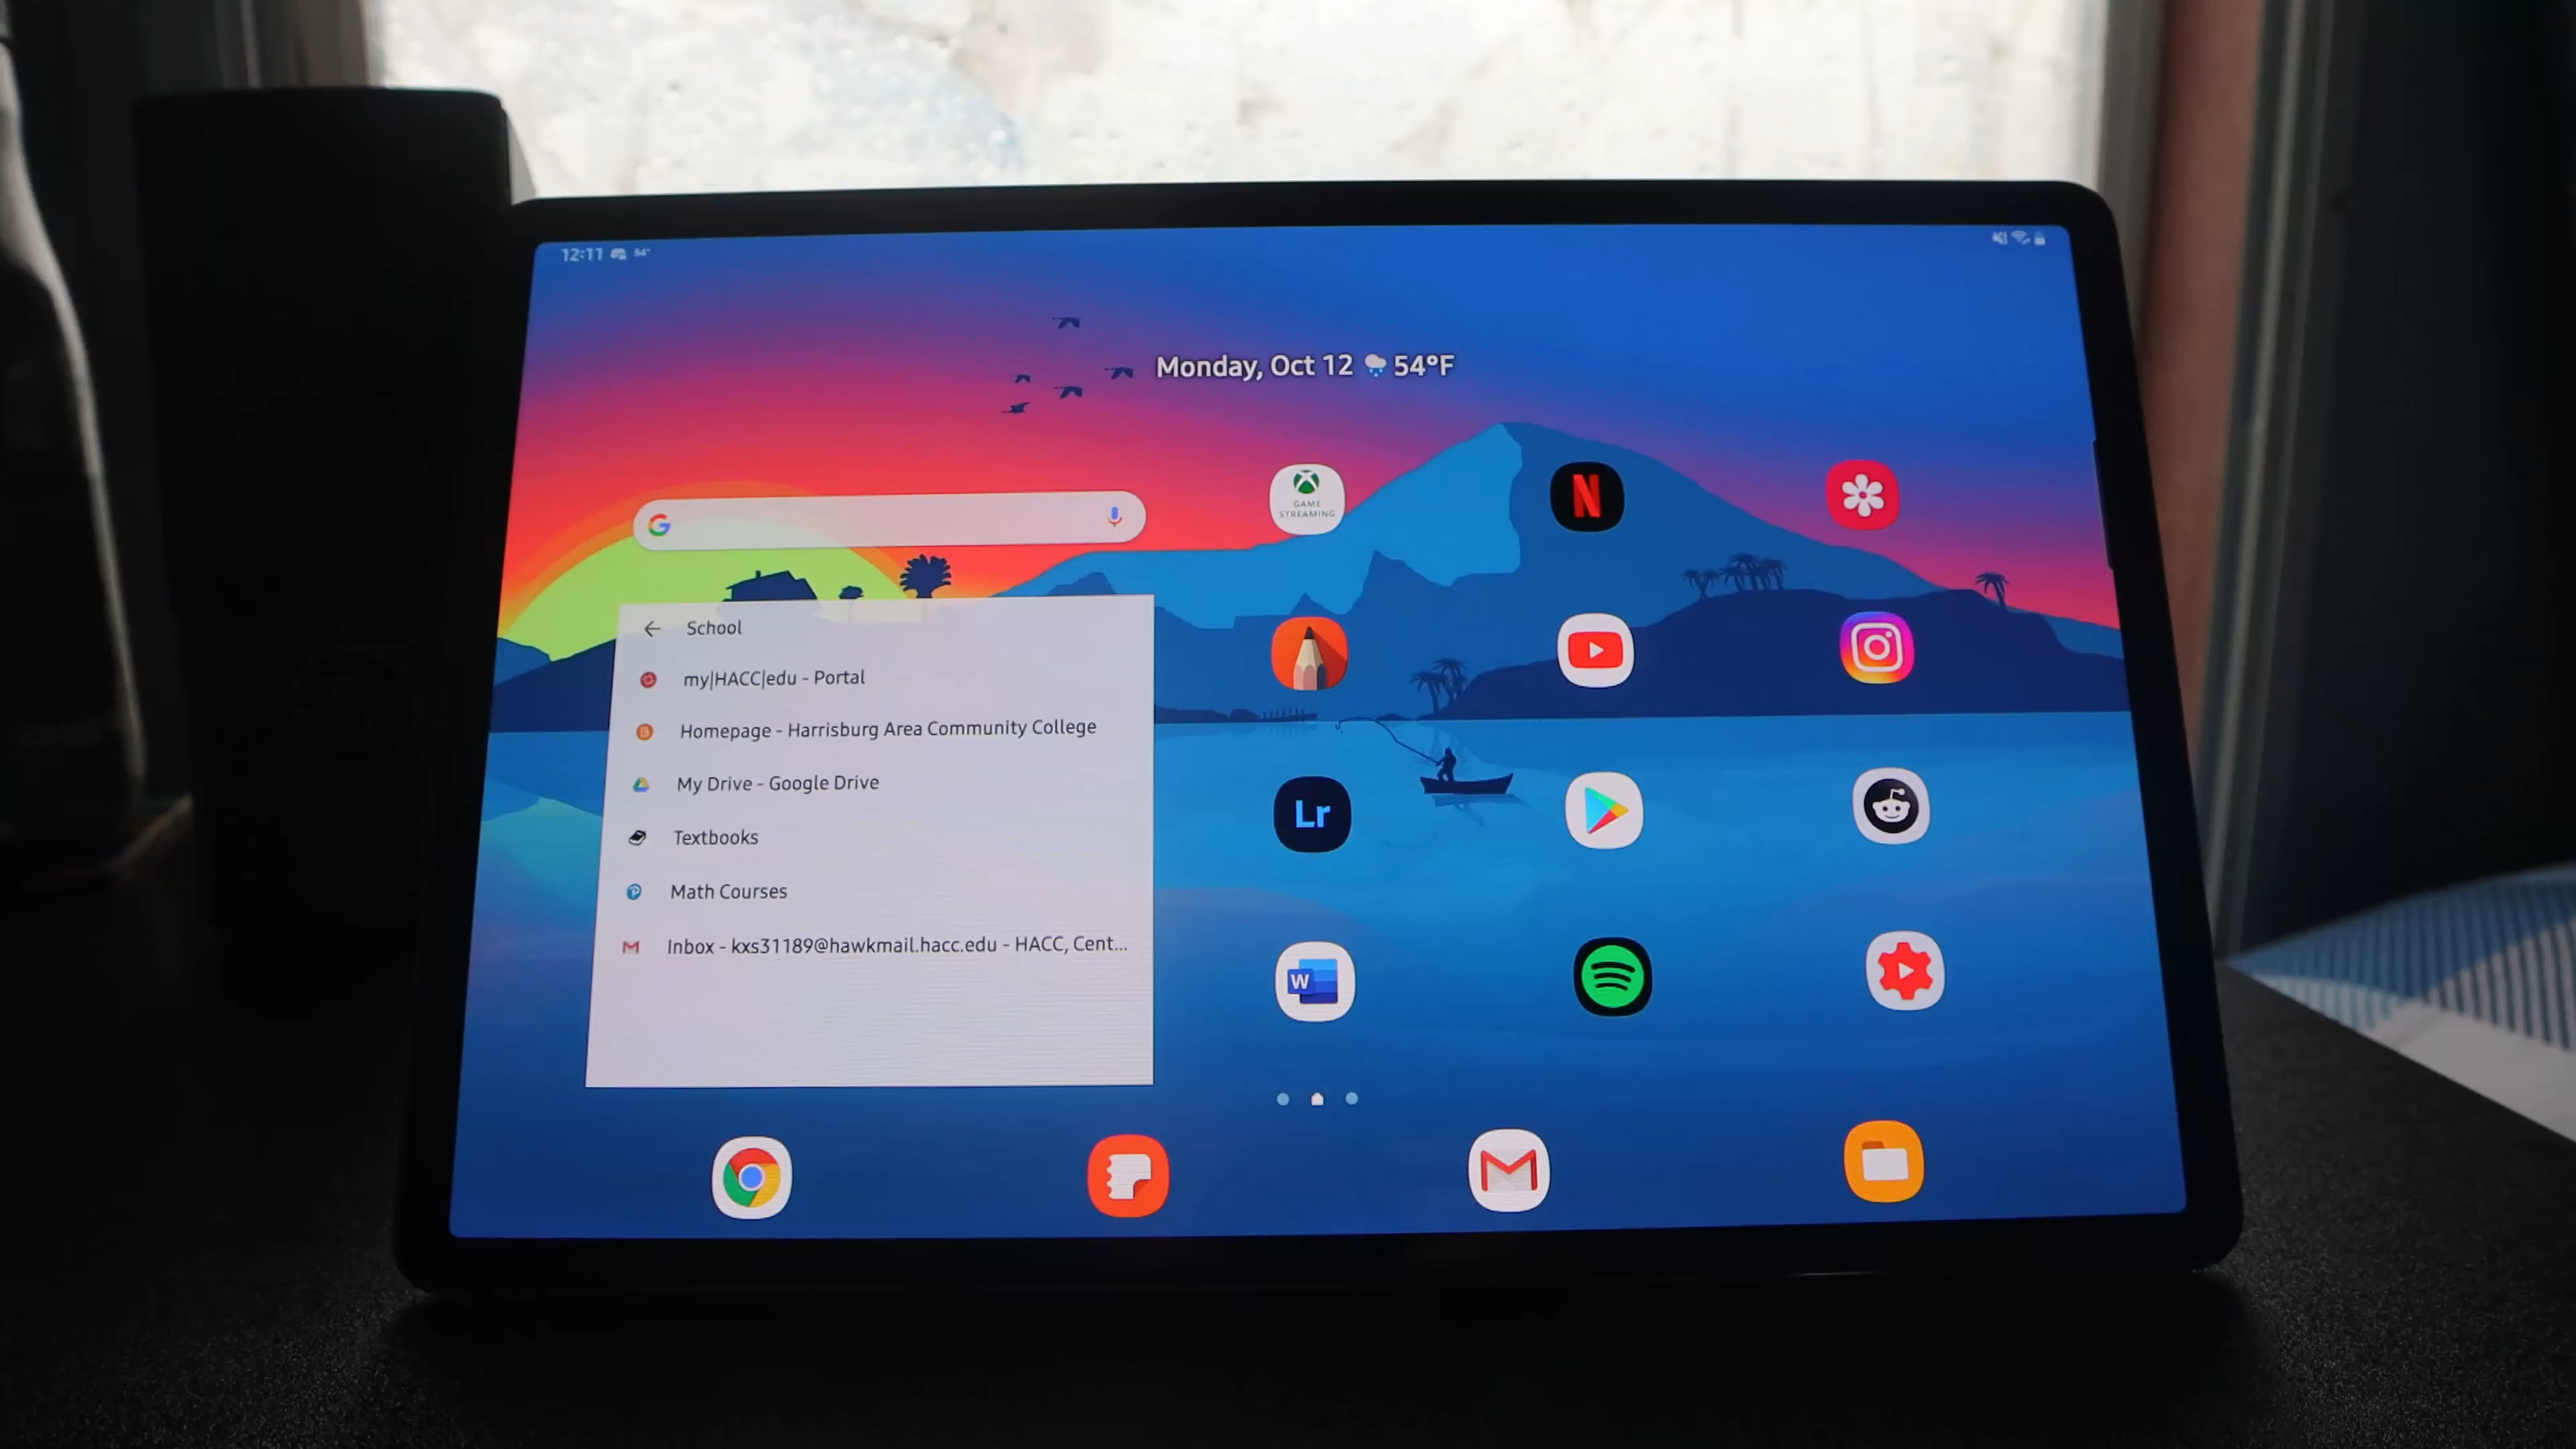 12:11 54°
Monday, Oct 12 54°F
G
GAME
STREAMING
N
School
my|HACC|edu - Portal
Homepage - Harrisburg Area Community College
My Drive - Google Drive
Textbooks
Math Courses
Inbox - kxs31189@hawkmail.hacc.edu - HACC, Cent...
Lr
W